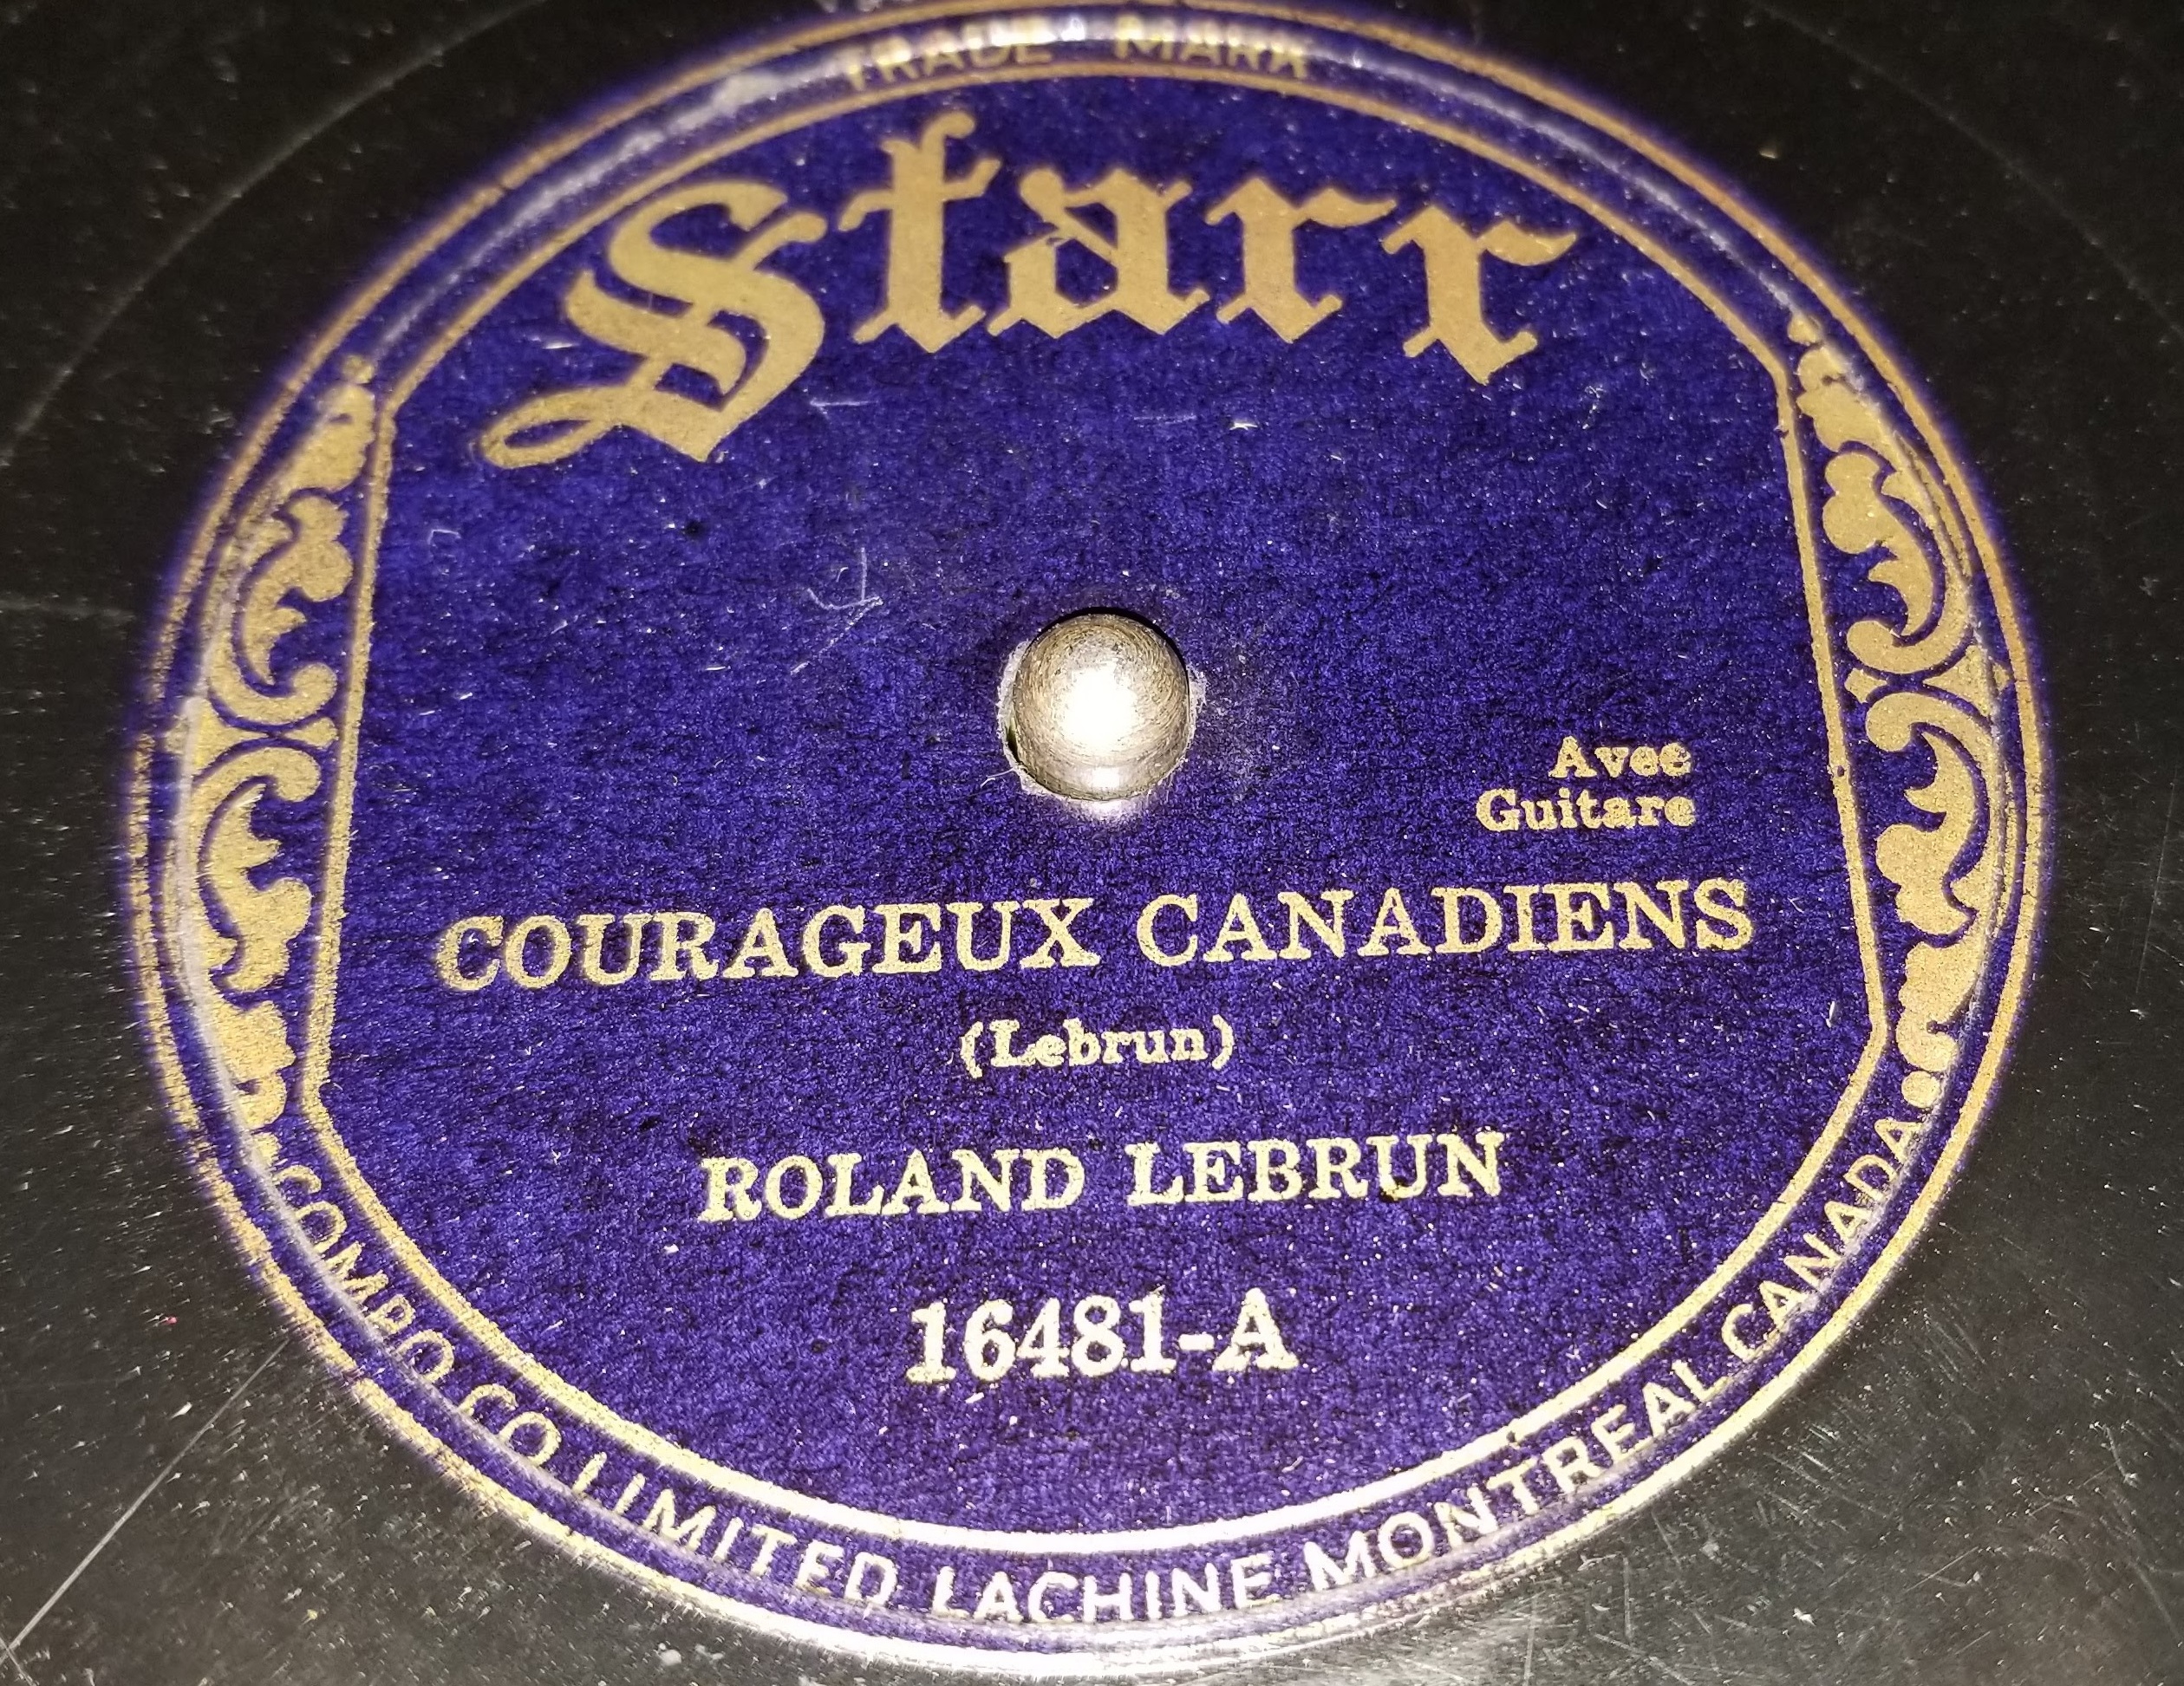 TRADE MARK
Starr
Avec
Guitare
COURAGEUX CANADIENS
(Lebrun)
ROLAND LEBRUN
16481-A
COMPO CO. LIMITED LACHINE MONTREAL CANADA.